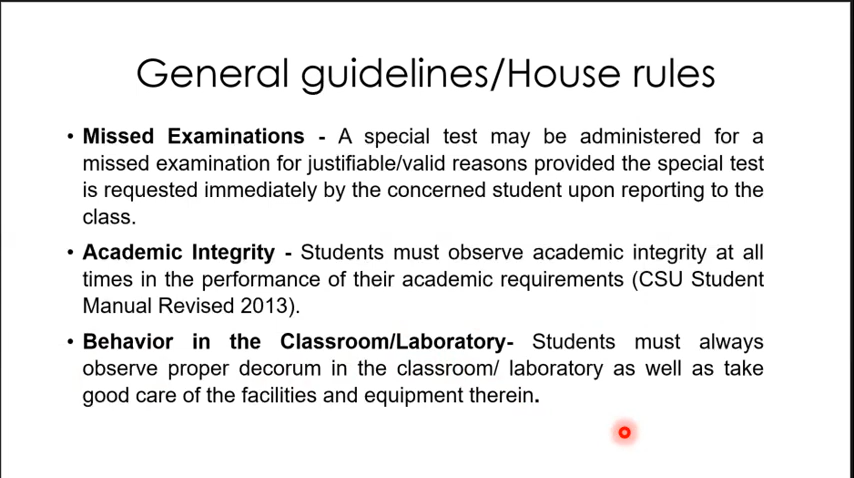 General guidelines/House rules
• Missed Examinations - A special test may be administered for a
missed examination for justifiable/valid reasons provided the special test
is requested immediately by the concerned student upon reporting to the
class.
• Academic Integrity - Students must observe academic integrity at all
times in the performance of their academic requirements (CSU Student
Manual Revised 2013).
• Behavior in the Classroom/Laboratory- Students must always
observe proper decorum in the classroom/ laboratory as well as take
good care of the facilities and equipment therein.